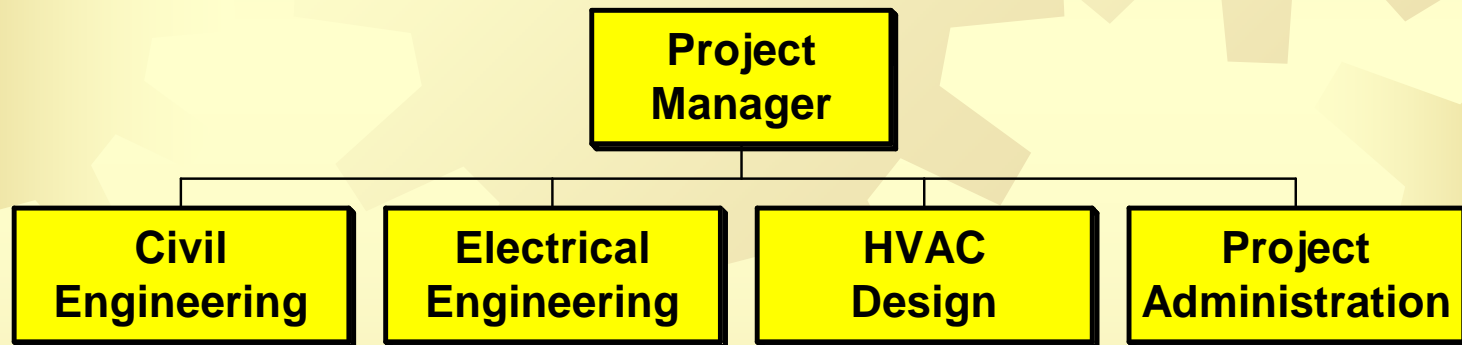 Project
Manager
Civil
Engineering
Electrical
Engineering
HVAC
Design
Project
Administration